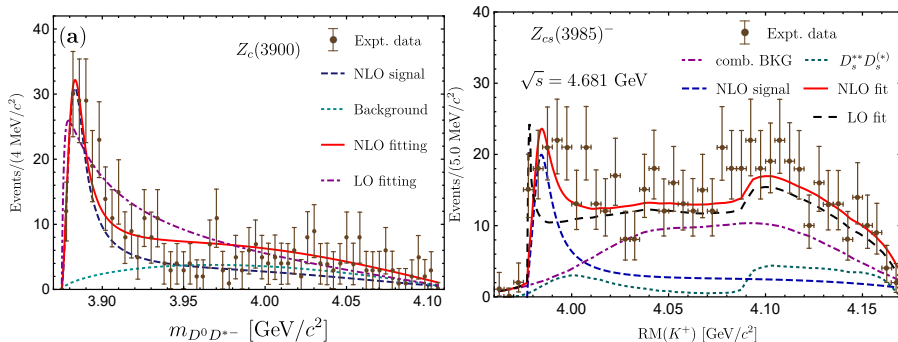 (a)
Z_c(3900)
Expt. data
NLO signal
Background
NLO fitting
LO fitting
Events/(4 MeV/c²)
40
30
20
10
0
3.90
3.95
4.00
4.05
4.10
m_{D⁰D*⁻} [GeV/c²]
Z_{cs}(3985)⁻
Expt. data
comb. BKG
D_s^{**}D_s^{(*)}
√s = 4.681 GeV
NLO signal
NLO fit
LO fit
Events/(5.0 MeV/c²)
40
30
20
10
0
4.00
4.05
4.10
4.15
RM(K⁺) [GeV/c²]